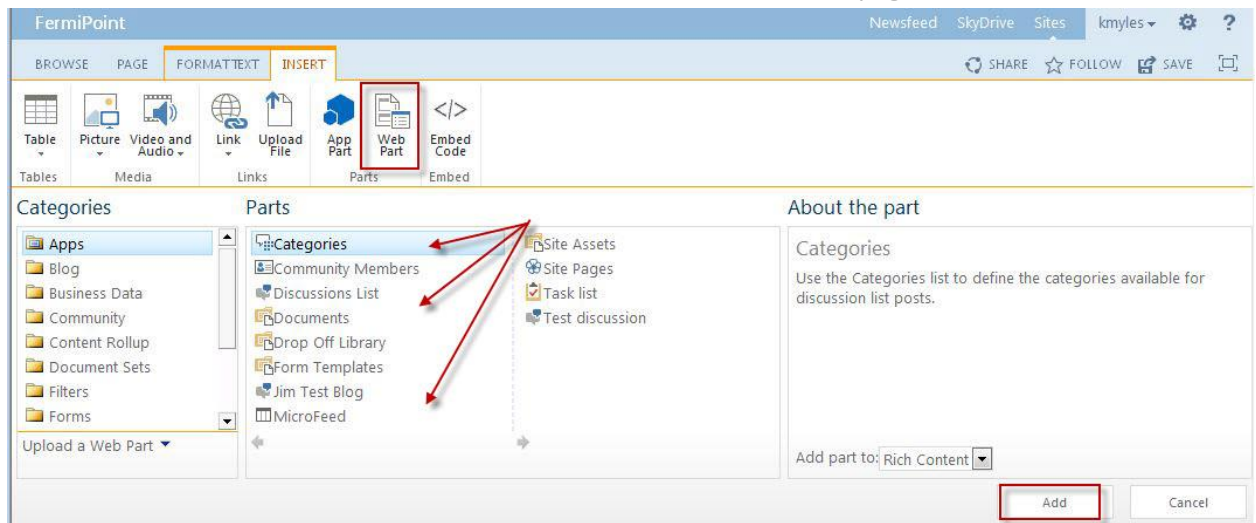 FermiPoint Newsfeed SkyDrive Sites kmyles ?
BROWSE PAGE FORMAT TEXT INSERT SHARE FOLLOW SAVE
Table Picture Video and Audio Link Upload File App Part Web Part </> Embed Code
Tables Media Links Parts Embed
Categories
Apps
Blog
Business Data
Community
Content Rollup
Document Sets
Filters
Forms
Upload a Web Part
Parts
Categories
Community Members
Discussions List
Documents
Drop Off Library
Form Templates
Jim Test Blog
MicroFeed
Site Assets
Site Pages
Task list
Test discussion
About the part
Categories
Use the Categories list to define the categories available for
discussion list posts.
Add part to: Rich Content
Add Cancel